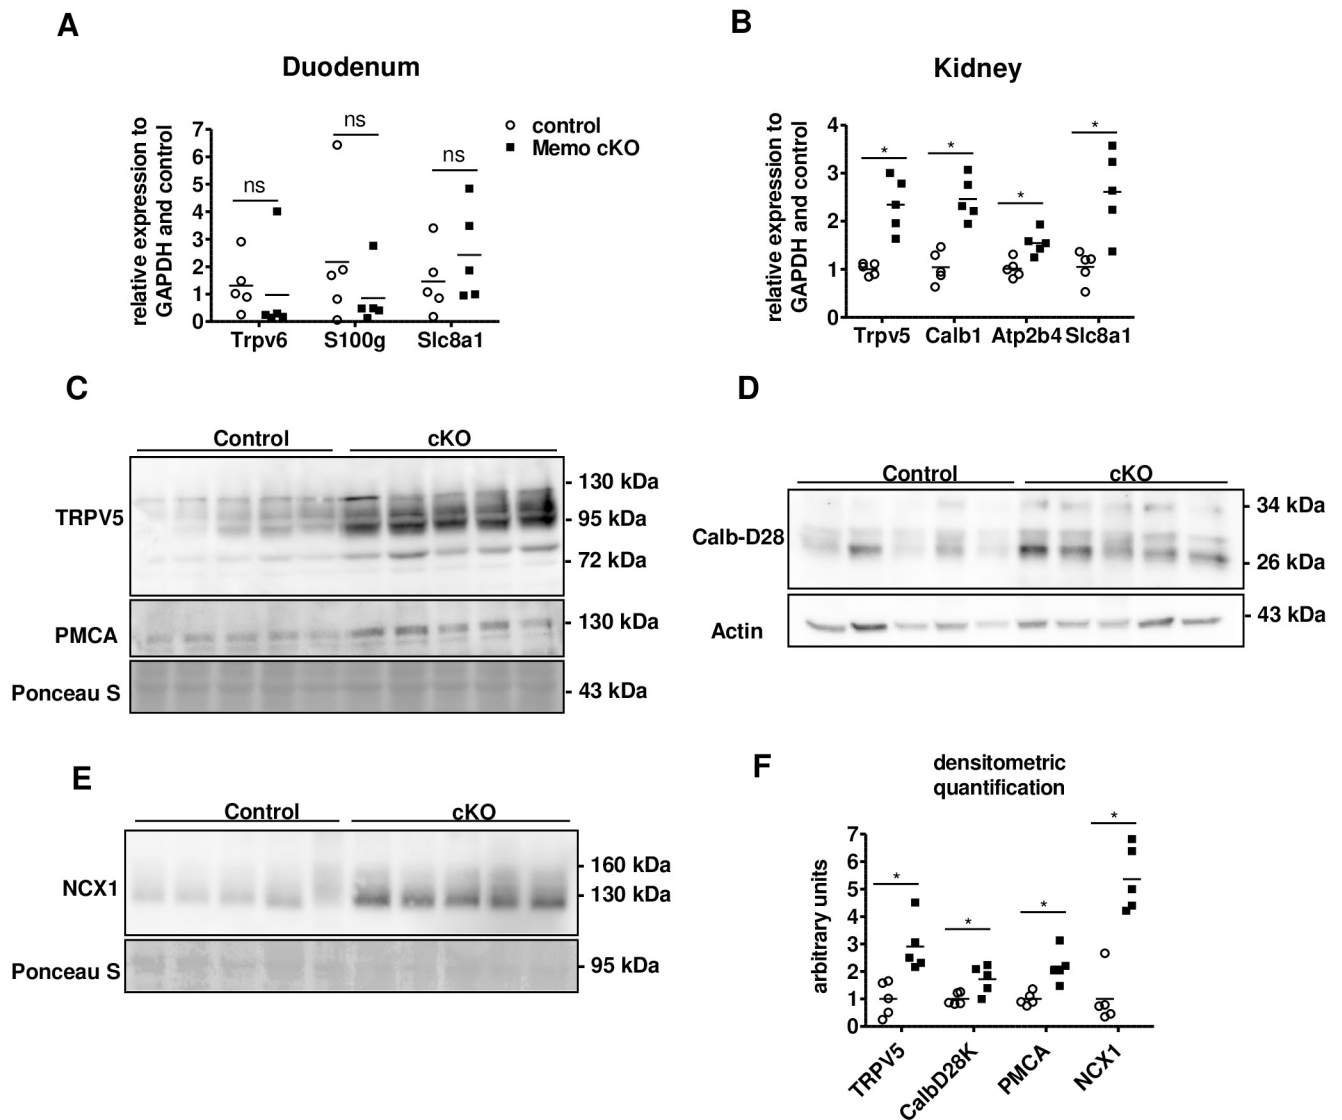 A
Duodenum
relative expression to
GAPDH and control
7
6
5
4
3
2
1
0
ns
ns
ns
control
Memo cKO
Trpv6
S100g
Slc8a1
B
Kidney
relative expression to
GAPDH and control
4
3
2
1
0
*
*
*
*
Trpv5
Calb1
Atp2b4
Slc8a1
C
Control
cKO
TRPV5
130 kDa
95 kDa
72 kDa
PMCA
130 kDa
Ponceau S
43 kDa
D
Control
cKO
Calb-D28
34 kDa
26 kDa
Actin
43 kDa
E
Control
cKO
NCX1
160 kDa
130 kDa
Ponceau S
95 kDa
F
densitometric
quantification
arbitrary units
7
6
5
4
3
2
1
0
*
*
*
*
TRPV5
CalbD28K
PMCA
NCX1